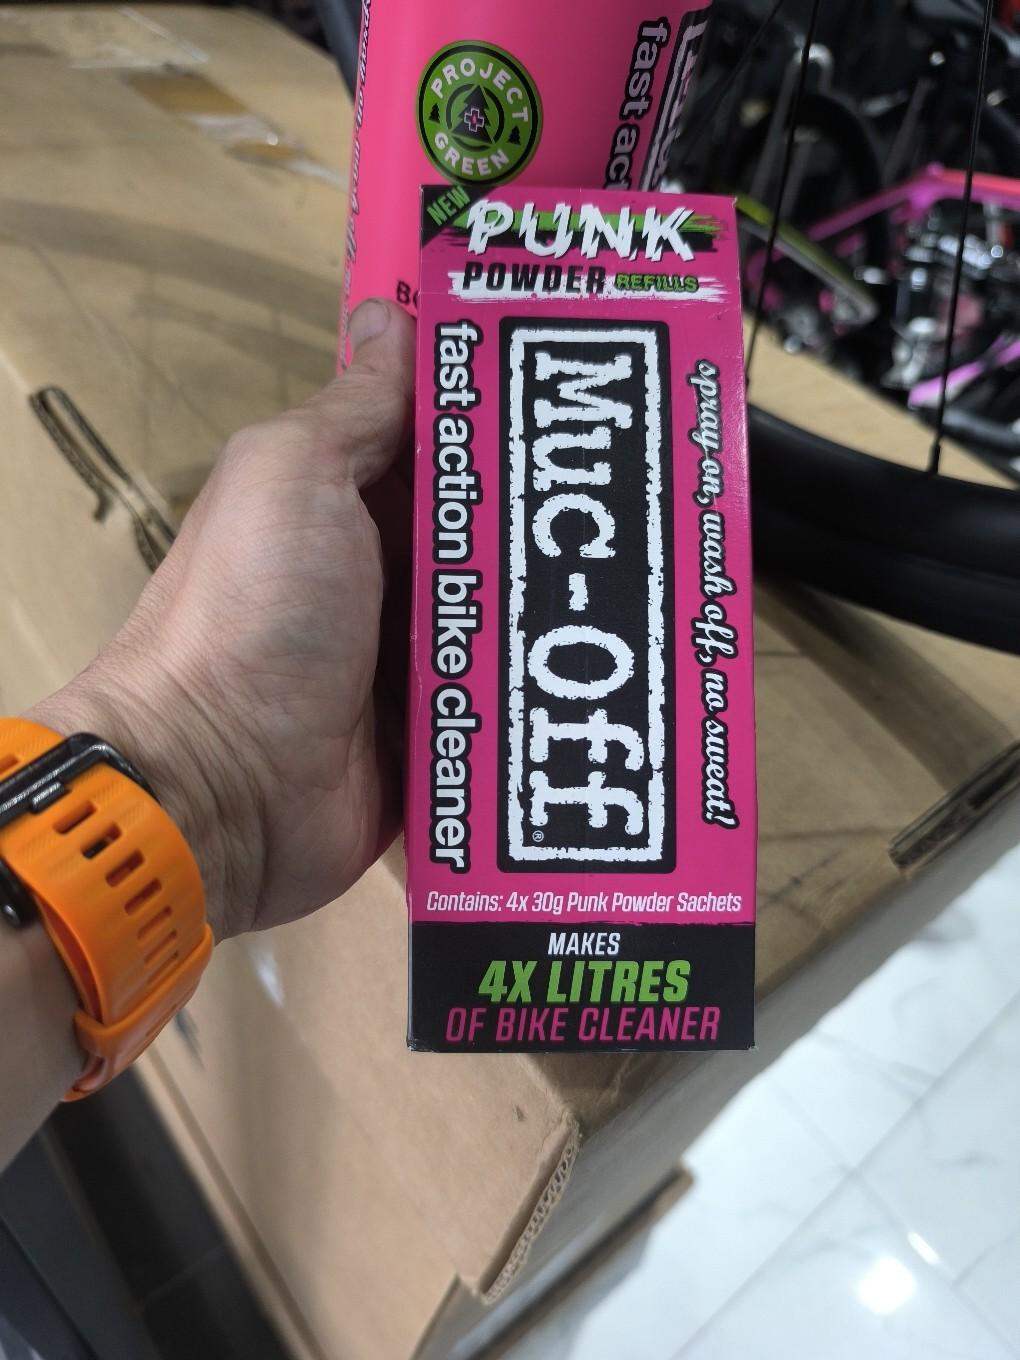 PROJECT
GREEN
fast ac
NEW
PUNK
POWDER REFILLS
fast action bike cleaner
Muc-Off®
spray on, wash off, no sweat!
Contains: 4x 30g Punk Powder Sachets
MAKES
4X LITRES
OF BIKE CLEANER